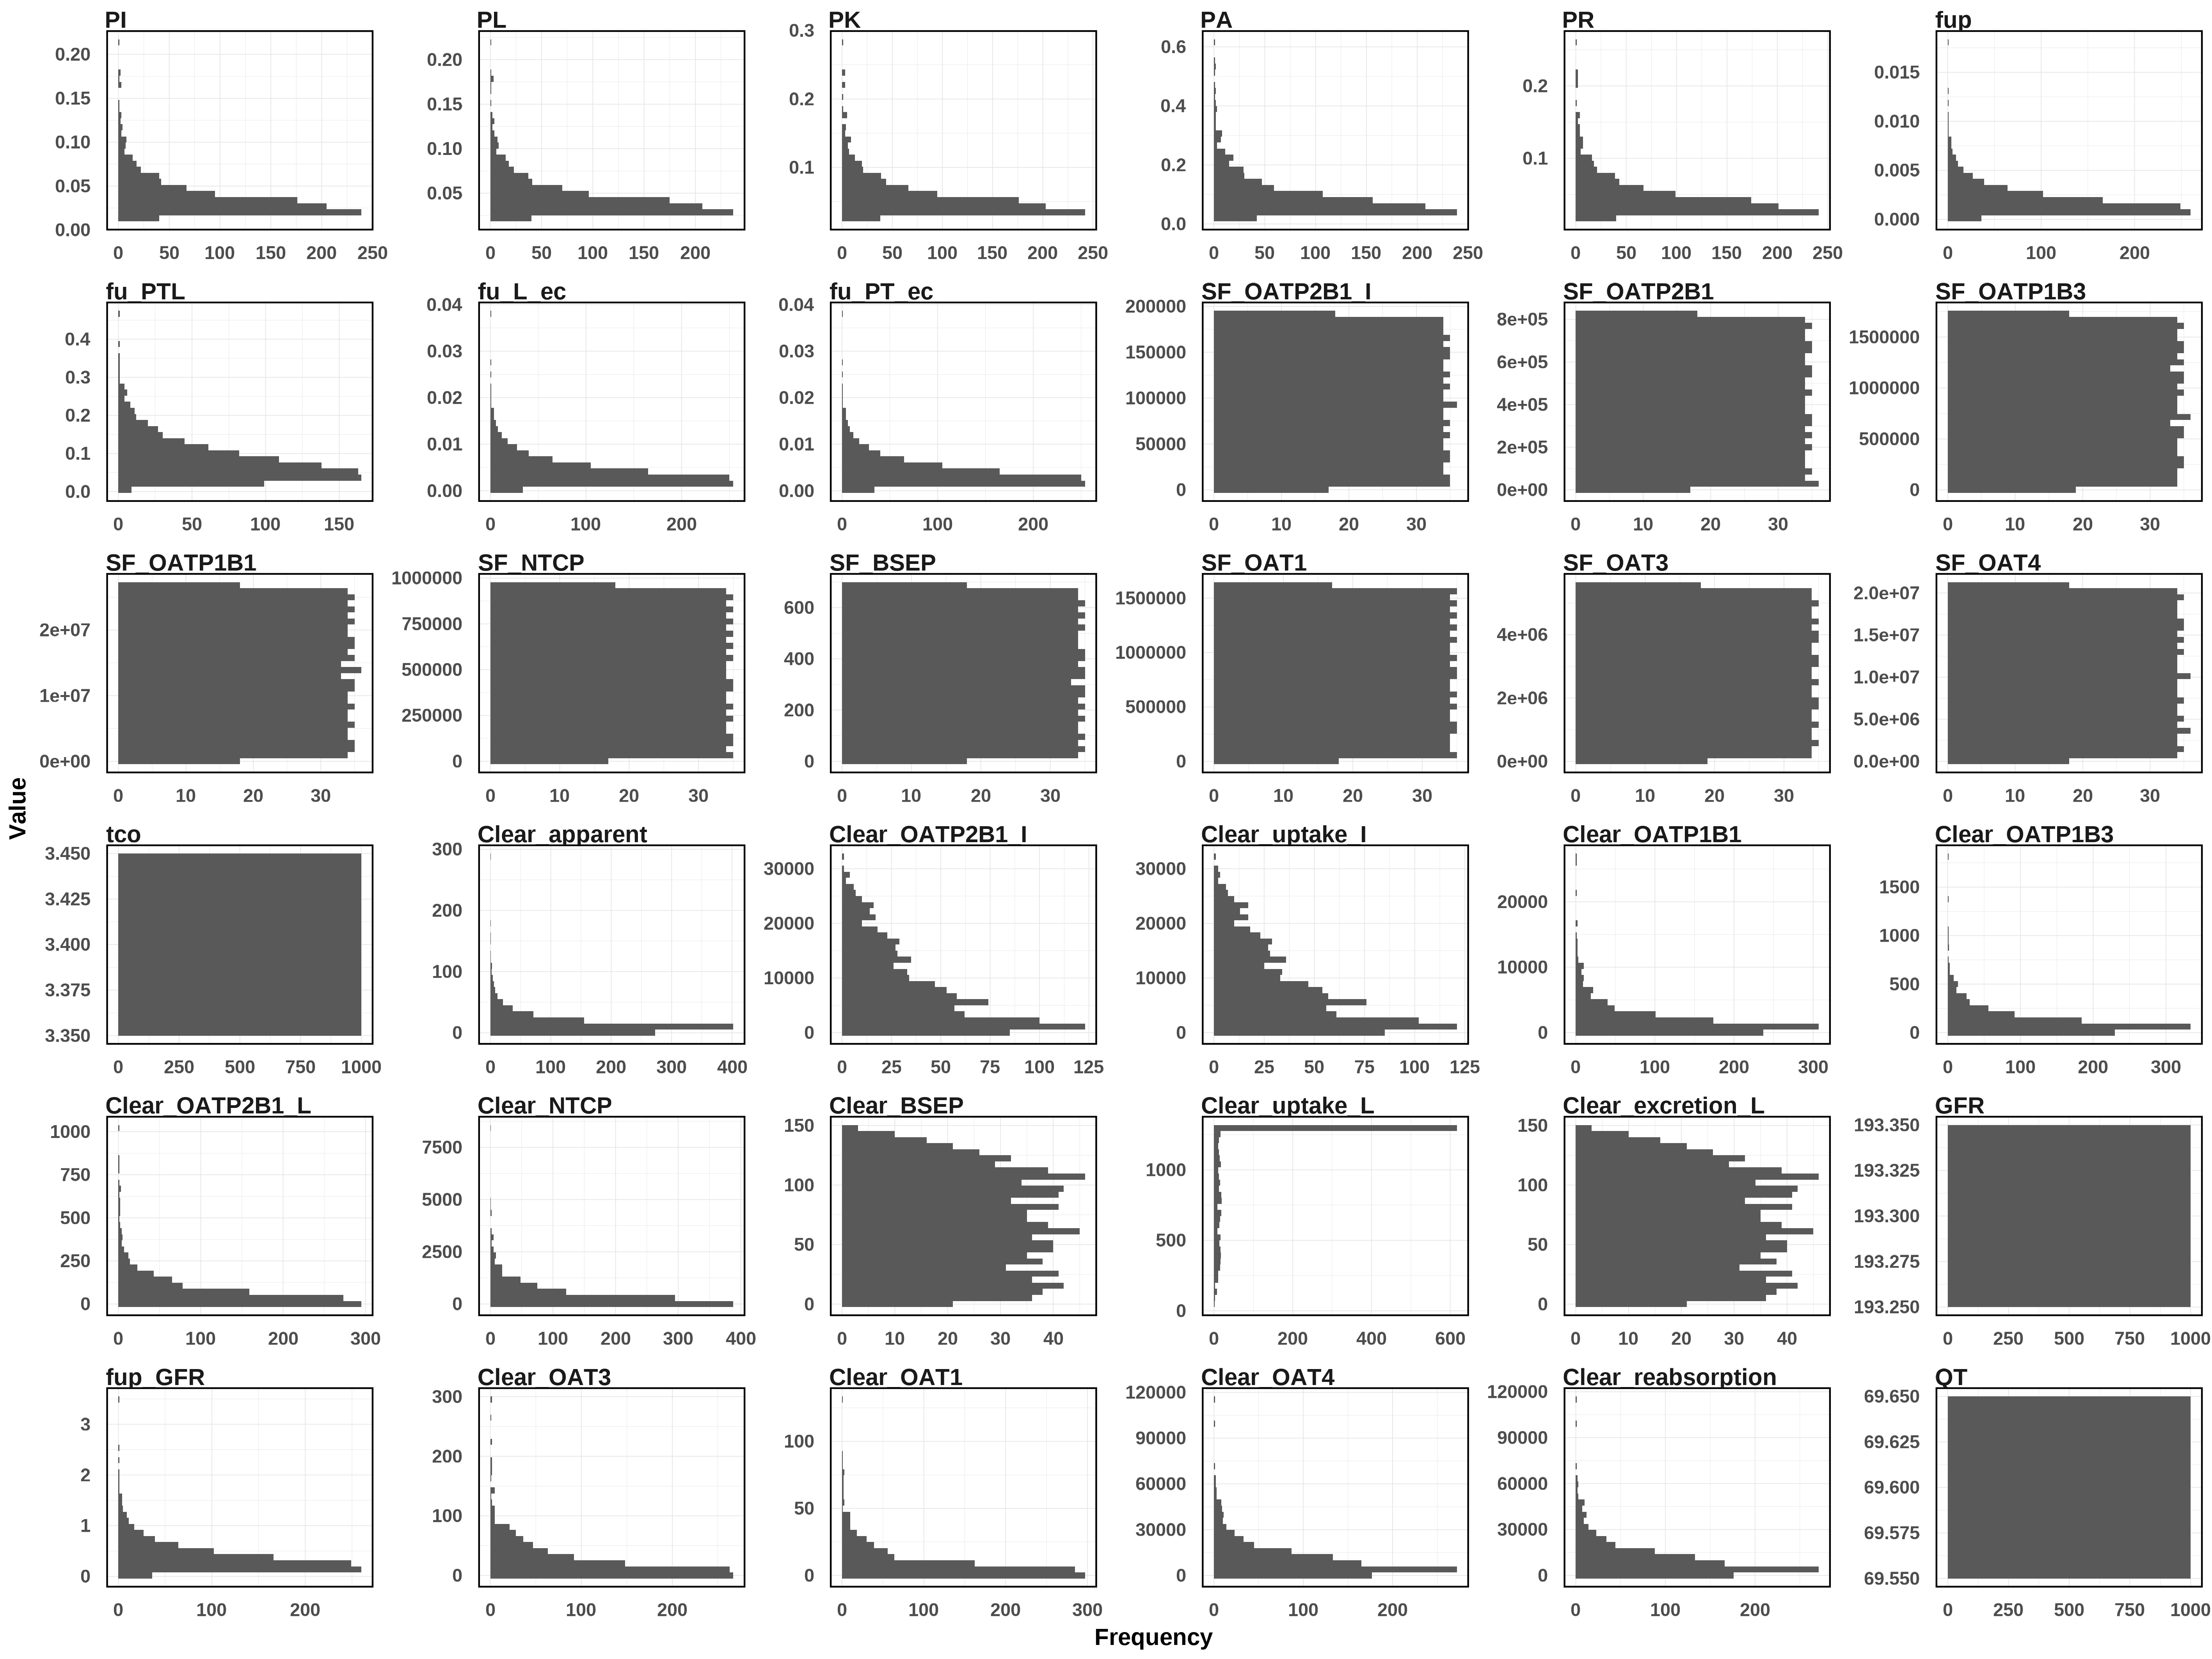 PI PL PK PA PR fup
0.20 0.15 0.10 0.05 0.00
0.20 0.15 0.10 0.05
0.3 0.2 0.1
0.6 0.4 0.2 0.0
0.2 0.1
0.015 0.010 0.005 0.000
0 50 100 150 200 250
0 50 100 150 200
0 50 100 150 200 250
0 50 100 150 200 250
0 50 100 150 200 250
0 100 200
fu_PTL fu_L_ec fu_PT_ec SF_OATP2B1_I SF_OATP2B1 SF_OATP1B3
0.4 0.3 0.2 0.1 0.0
0.04 0.03 0.02 0.01 0.00
0.04 0.03 0.02 0.01 0.00
200000 150000 100000 50000 0
8e+05 6e+05 4e+05 2e+05 0e+00
1500000 1000000 500000 0
0 50 100 150
0 100 200
0 100 200
0 10 20 30
0 10 20 30
0 10 20 30
SF_OATP1B1 SF_NTCP SF_BSEP SF_OAT1 SF_OAT3 SF_OAT4
2e+07 1e+07 0e+00
1000000 750000 500000 250000 0
600 400 200 0
1500000 1000000 500000 0
4e+06 2e+06 0e+00
2.0e+07 1.5e+07 1.0e+07 5.0e+06 0.0e+00
0 10 20 30
0 10 20 30
0 10 20 30
0 10 20 30
0 10 20 30
0 10 20 30
Value
tco Clear_apparent Clear_OATP2B1_I Clear_uptake_I Clear_OATP1B1 Clear_OATP1B3
3.450 3.425 3.400 3.375 3.350
300 200 100 0
30000 20000 10000 0
30000 20000 10000 0
20000 10000 0
1500 1000 500 0
0 250 500 750 1000
0 100 200 300 400
0 25 50 75 100 125
0 25 50 75 100 125
0 100 200 300
0 100 200 300
Clear_OATP2B1_L Clear_NTCP Clear_BSEP Clear_uptake_L Clear_excretion_L GFR
1000 750 500 250 0
7500 5000 2500 0
150 100 50 0
1000 500 0
150 100 50 0
193.350 193.325 193.300 193.275 193.250
0 100 200 300
0 100 200 300 400
0 10 20 30 40
0 200 400 600
0 10 20 30 40
0 250 500 750 1000
fup_GFR Clear_OAT3 Clear_OAT1 Clear_OAT4 Clear_reabsorption QT
3 2 1 0
300 200 100 0
100 50 0
120000 90000 60000 30000 0
120000 90000 60000 30000 0
69.650 69.625 69.600 69.575 69.550
0 100 200
0 100 200
0 100 200 300
0 100 200
0 100 200
0 250 500 750 1000
Frequency